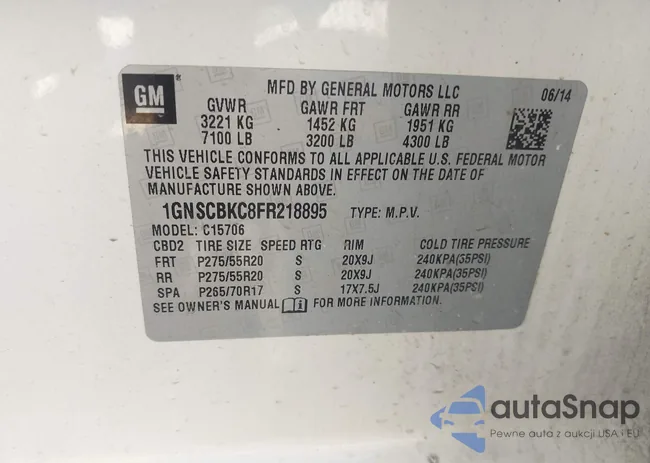 GM
MFD BY GENERAL MOTORS LLC 06/14
GVWR GAWR FRT GAWR RR
3221 KG 1452 KG 1951 KG
7100 LB 3200 LB 4300 LB
THIS VEHICLE CONFORMS TO ALL APPLICABLE U.S. FEDERAL MOTOR
VEHICLE SAFETY STANDARDS IN EFFECT ON THE DATE OF
MANUFACTURE SHOWN ABOVE.
1GNSCBKC8FR218895 TYPE: M.P.V.
MODEL: C15706
CBD2 TIRE SIZE SPEED RTG RIM COLD TIRE PRESSURE
FRT P275/55R20 S 20X9J 240KPA(35PSI)
RR P275/55R20 S 20X9J 240KPA(35PSI)
SPA P265/70R17 S 17X7.5J 240KPA(35PSI)
SEE OWNER'S MANUAL i FOR MORE INFORMATION.
autoSnap
Pewne auta z aukcji USA i EU